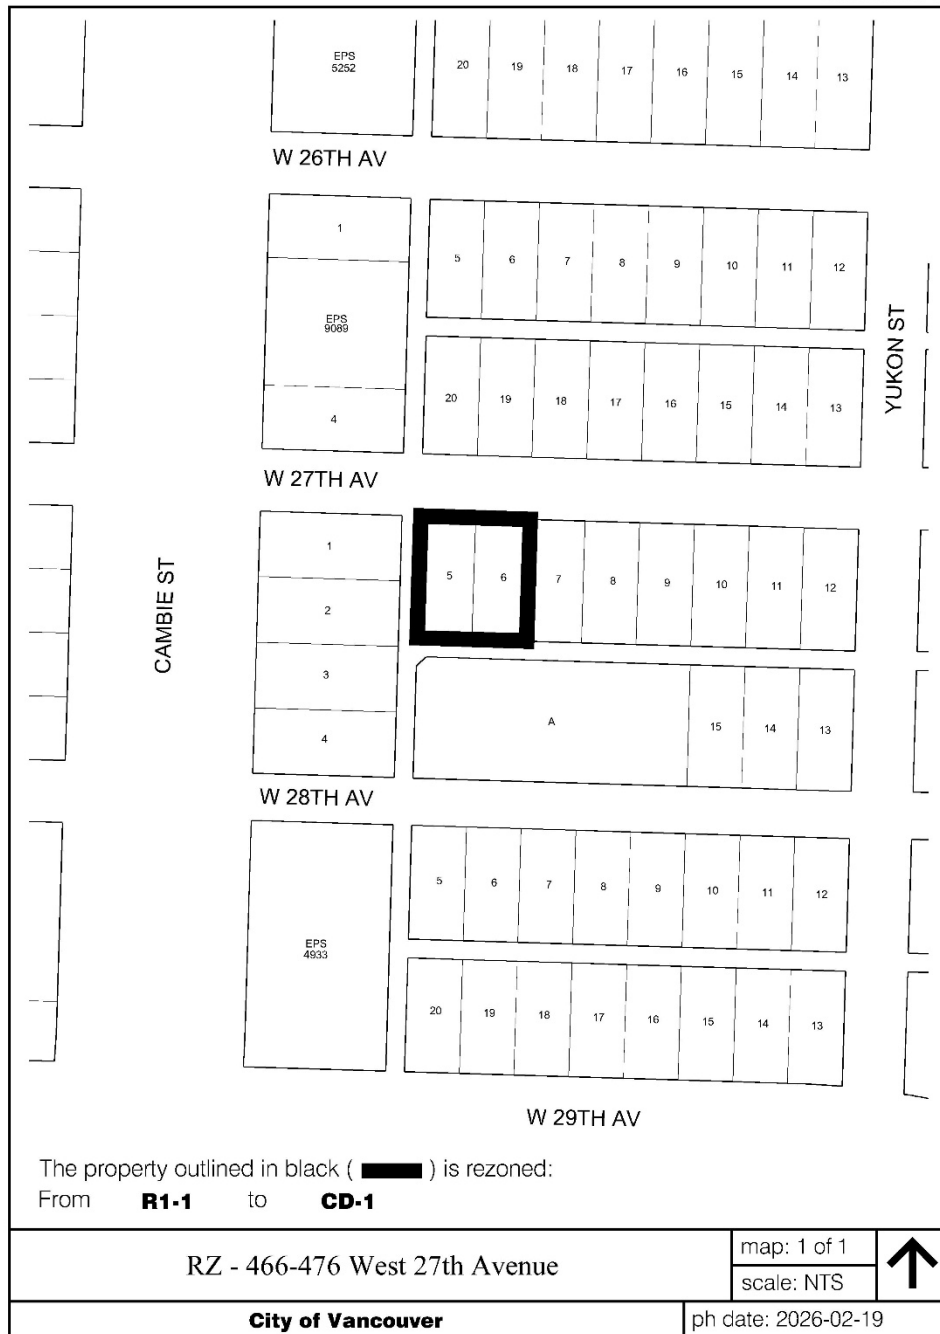 EPS
5252
20 19 18 17 16 15 14 13
W 26TH AV
1
5 6 7 8 9 10 11 12
EPS
9089
YUKON ST
20 19 18 17 16 15 14 13
4
W 27TH AV
1
5 6 7 8 9 10 11 12
CAMBIE ST
2
3
A 15 14 13
4
W 28TH AV
5 6 7 8 9 10 11 12
EPS
4933
20 19 18 17 16 15 14 13
W 29TH AV
The property outlined in black ( ) is rezoned:
From R1-1 to CD-1
RZ - 466-476 West 27th Avenue
map: 1 of 1
scale: NTS
City of Vancouver
ph date: 2026-02-19